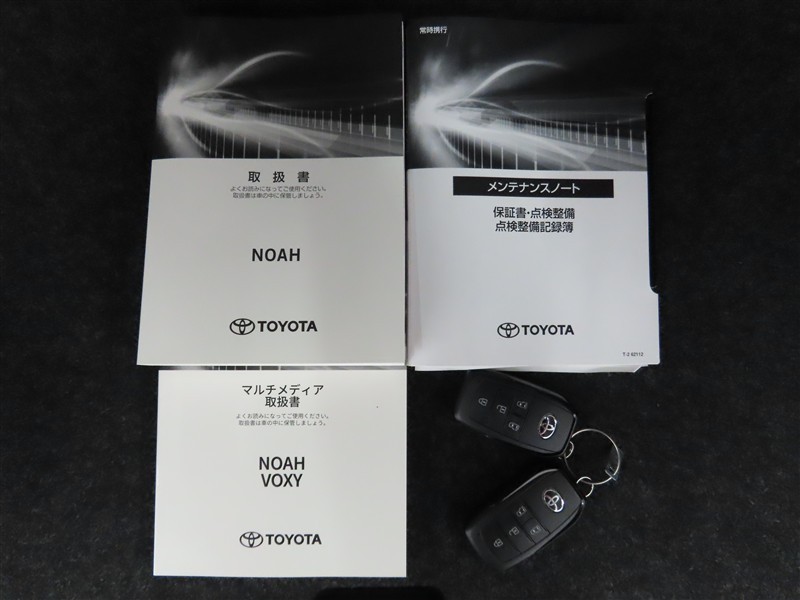 取扱書
よくお読みになってご使用ください。
取扱書は車の中に保管しましょう。
NOAH
TOYOTA
常時携行
メンテナンスノート
保証書・点検整備
点検整備記録簿
TOYOTA
マルチメディア
取扱書
よくお読みになってご使用ください。
取扱書は車の中に保管しましょう。
NOAH
VOXY
TOYOTA